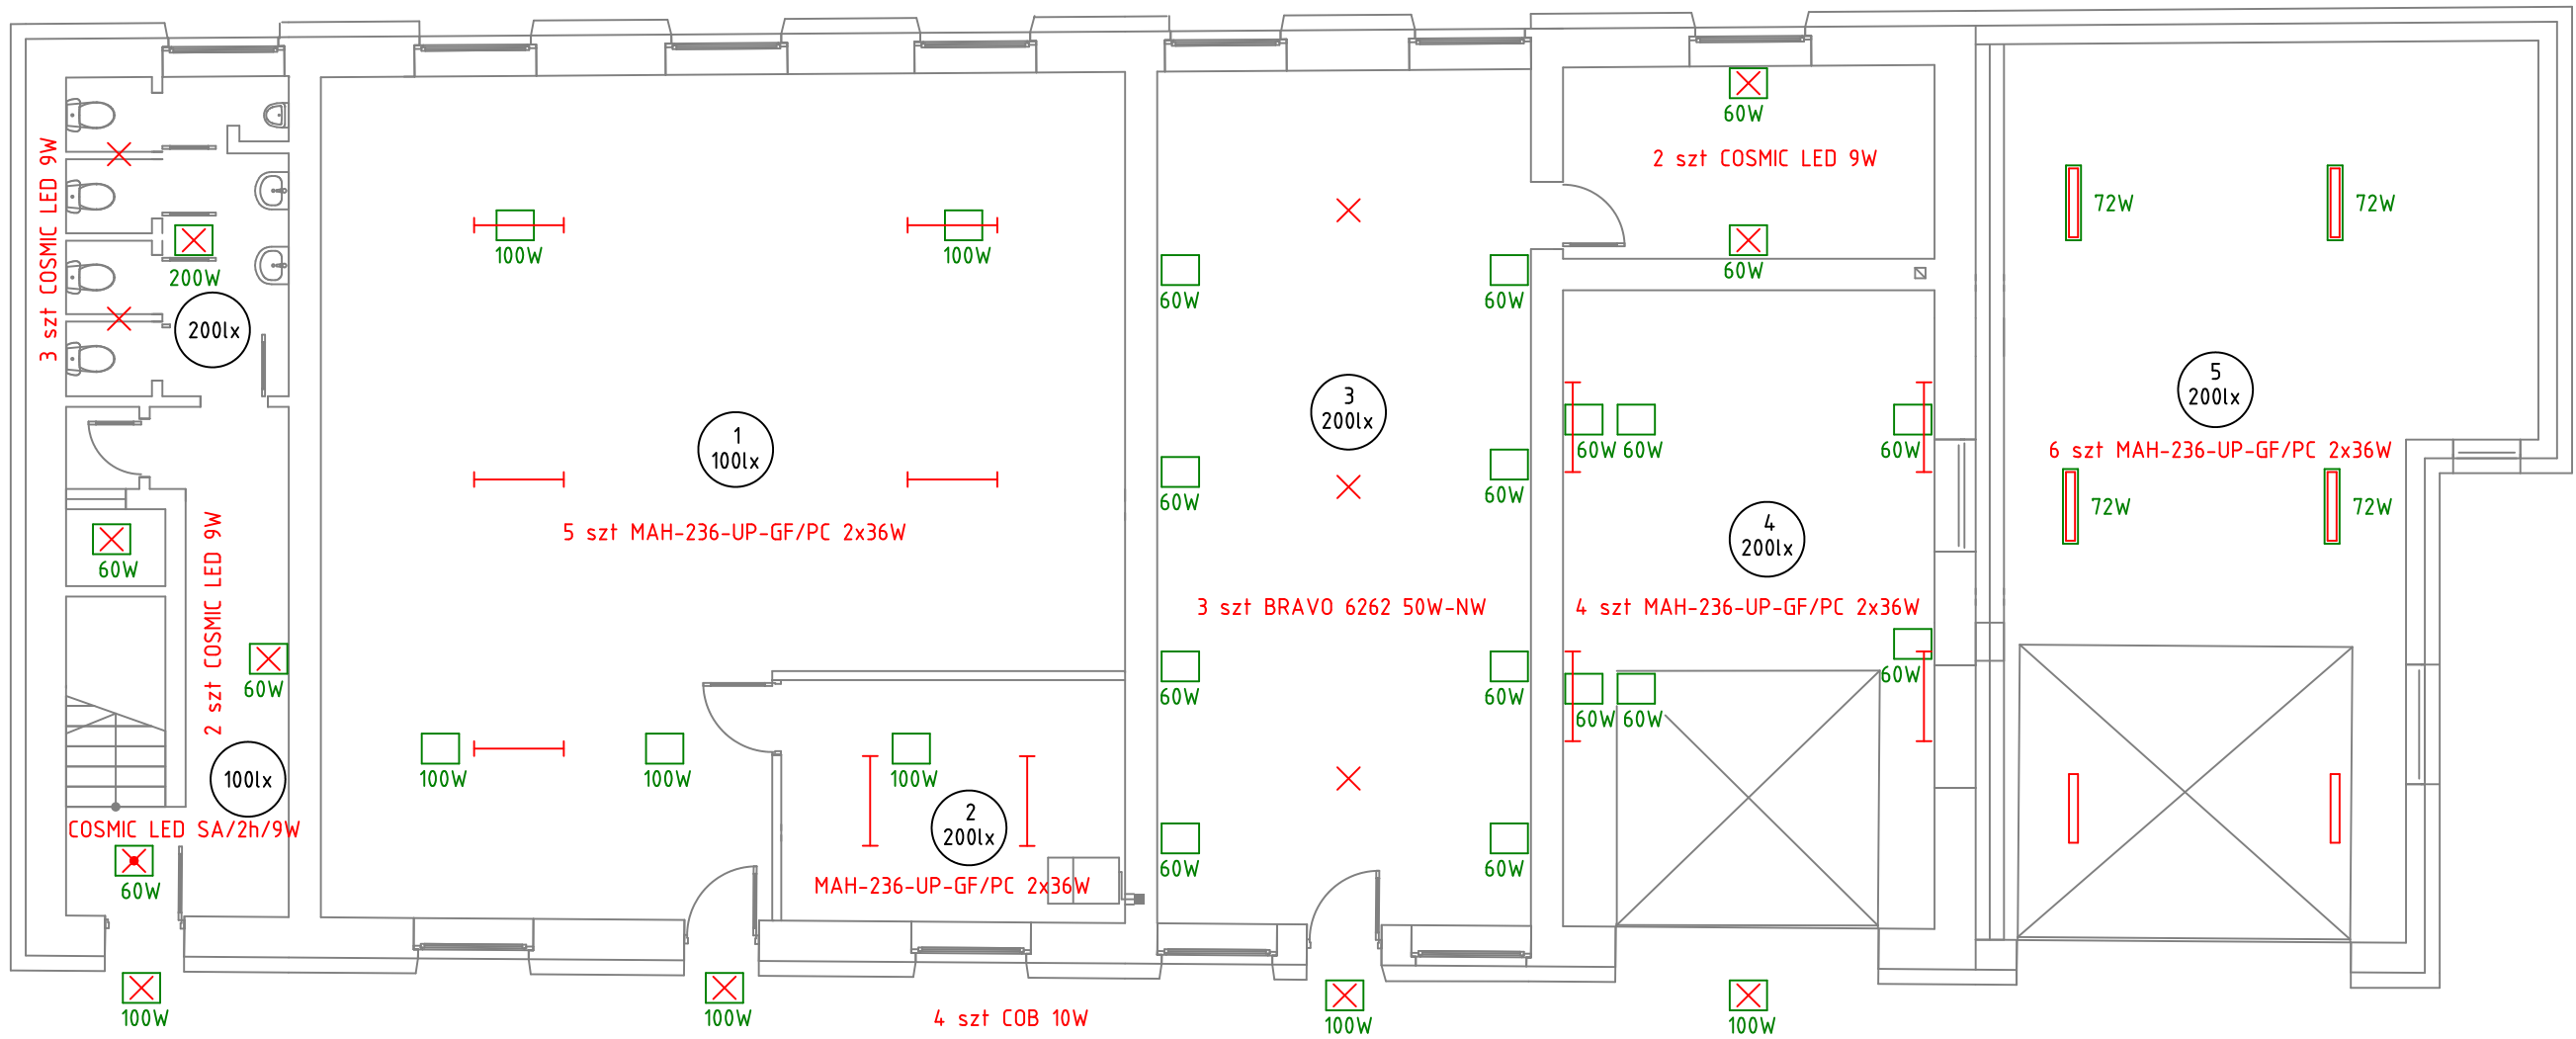 60W
2 szt COSMIC LED 9W
60W
3 szt COSMIC LED 9W
200W
200lx
100W
100W
60W
60W
72W
72W
5
200lx
3
200lx
1
100lx
60W
60W
60W
6 szt MAH-236-UP-GF/PC 2x36W
60W
60W
72W
72W
5 szt MAH-236-UP-GF/PC 2x36W
4
200lx
60W
2 szt COSMIC LED 9W
3 szt BRAVO 6262 50W-NW
4 szt MAH-236-UP-GF/PC 2x36W
60W
60W
60W
60W
60W
60W
100lx
100W
100W
100W
2
200lx
COSMIC LED SA/2h/9W
60W
60W
60W
MAH-236-UP-GF/PC 2x36W
100W
100W
4 szt COB 10W
100W
100W